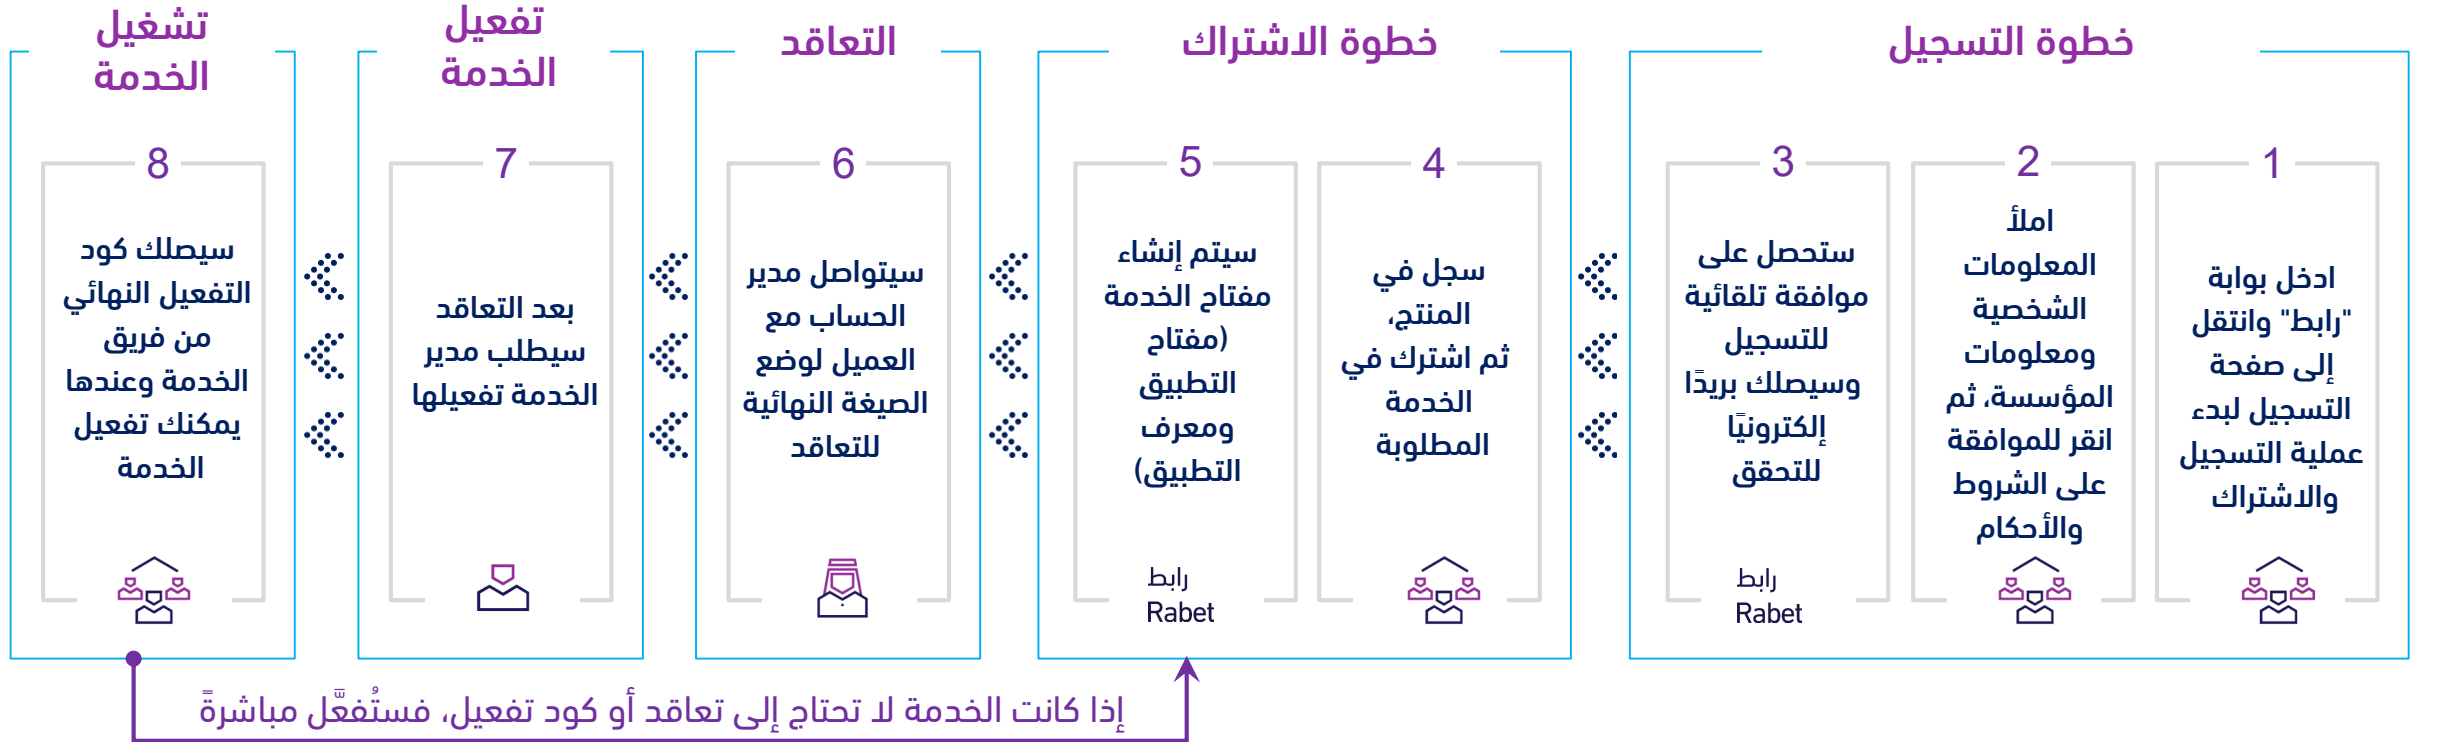 خطوة التسجيل
1
ادخل بوابة
"رابط" وانتقل
إلى صفحة
التسجيل لبدء
عملية التسجيل
والاشتراك
2
املأ
المعلومات
الشخصية
ومعلومات
المؤسسة، ثم
انقر للموافقة
على الشروط
والأحكام
3
ستحصل على
موافقة تلقائية
للتسجيل
وسيصلك بريدًا
إلكترونيًا
للتحقق
رابط
Rabet
خطوة الاشتراك
4
سجل في
المنتج،
ثم اشترك في
الخدمة
المطلوبة
5
سيتم إنشاء
مفتاح الخدمة
(مفتاح
التطبيق
ومعرف
التطبيق)
رابط
Rabet
التعاقد
6
سيتواصل مدير
الحساب مع
العميل لوضع
الصيغة النهائية
للتعاقد
تفعيل
الخدمة
7
بعد التعاقد
سيطلب مدير
الخدمة تفعيلها
تشغيل
الخدمة
8
سيصلك كود
التفعيل النهائي
من فريق
الخدمة وعندها
يمكنك تفعيل
الخدمة
إذا كانت الخدمة لا تحتاج إلى تعاقد أو كود تفعيل، فستُفعَّل مباشرةً